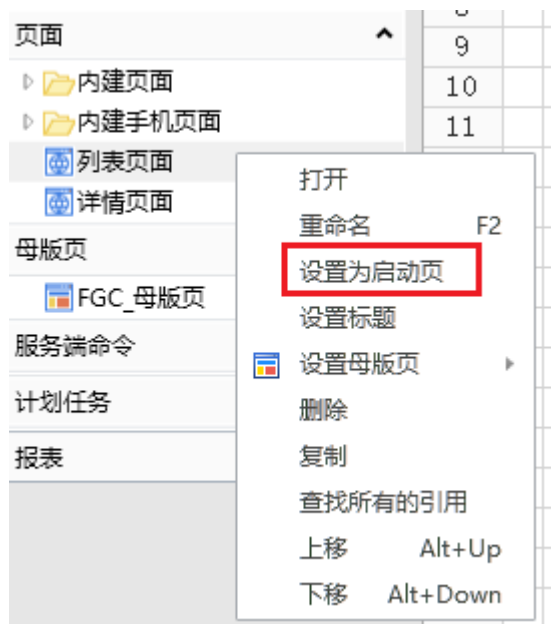 页面
9
内建页面
10
内建手机页面
11
列表页面
打开
详情页面
重命名 F2
母版页
设置为启动页
FGC_母版页
设置标题
服务端命令
设置母版页
计划任务
删除
报表
复制
查找所有的引用
上移 Alt+Up
下移 Alt+Down